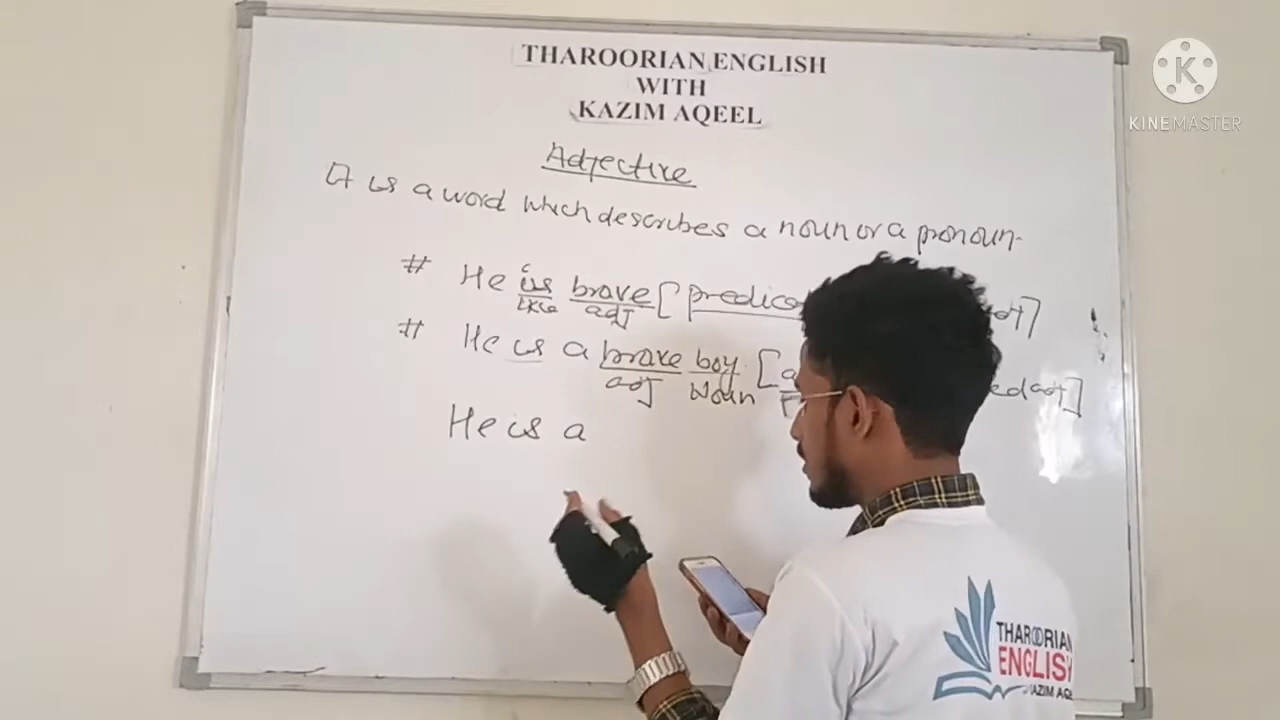 THAROORIAN ENGLISH
WITH
KAZIM AQEEL
KINEMASTER
Adjective
It is a word which describes a noun or a pronoun.
# He is brave [
adj
# He is a brave boy [
adj Noun
He is a
THAROORIAN
ENGLISH